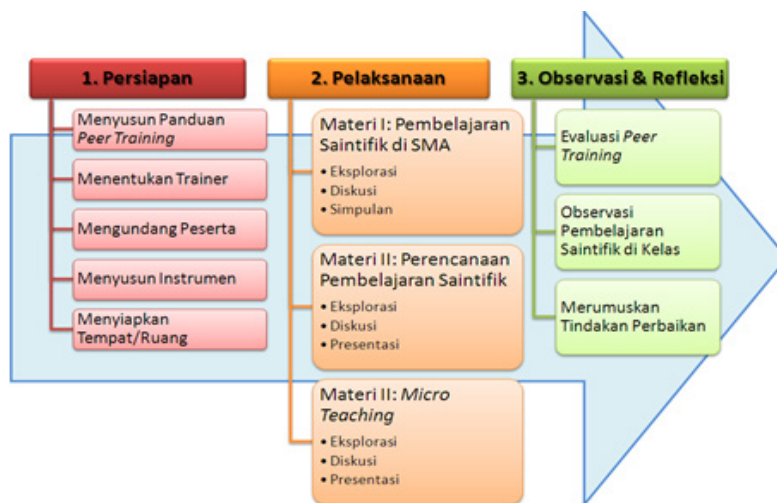 1. Persiapan
Menyusun Panduan
Peer Training
Menentukan Trainer
Mengundang Peserta
Menyusun Instrumen
Menyiapkan
Tempat/Ruang
2. Pelaksanaan
Materi I: Pembelajaran
Saintifik di SMA
• Eksplorasi
• Diskusi
• Simpulan
Materi II: Perencanaan
Pembelajaran Saintifik
• Eksplorasi
• Diskusi
• Presentasi
Materi II: Micro
Teaching
• Eksplorasi
• Diskusi
• Presentasi
3. Observasi & Refleksi
Evaluasi Peer
Training
Observasi
Pembelajaran
Saintifik di Kelas
Merumuskan
Tindakan Perbaikan